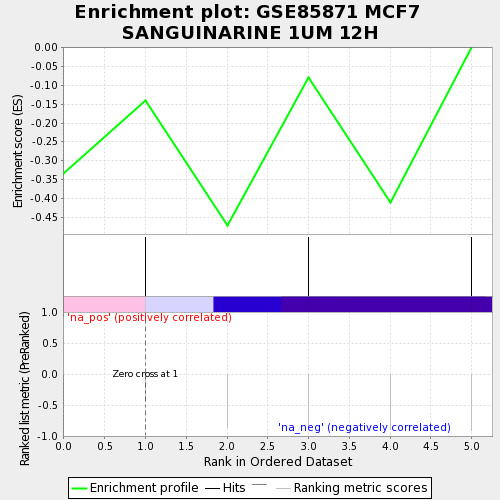 Enrichment plot: GSE85871 MCF7
SANGUINARINE 1UM 12H
Enrichment score (ES)
0.00
-0.05
-0.10
-0.15
-0.20
-0.25
-0.30
-0.35
-0.40
-0.45
'na_pos' (positively correlated)
Zero cross at 1
'na_neg' (negatively correlated)
Ranked list metric (PreRanked)
1.0
0.5
0.0
-0.5
-1.0
0.0 0.5 1.0 1.5 2.0 2.5 3.0 3.5 4.0 4.5 5.0
Rank in Ordered Dataset
Enrichment profile Hits Ranking metric scores